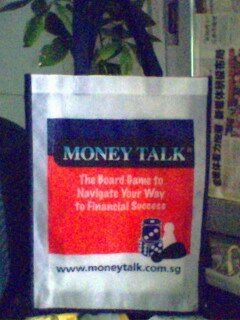 MONEY TALK®
The Board Game to
Navigate Your Way
to Financial Success
www.moneytalk.com.sg